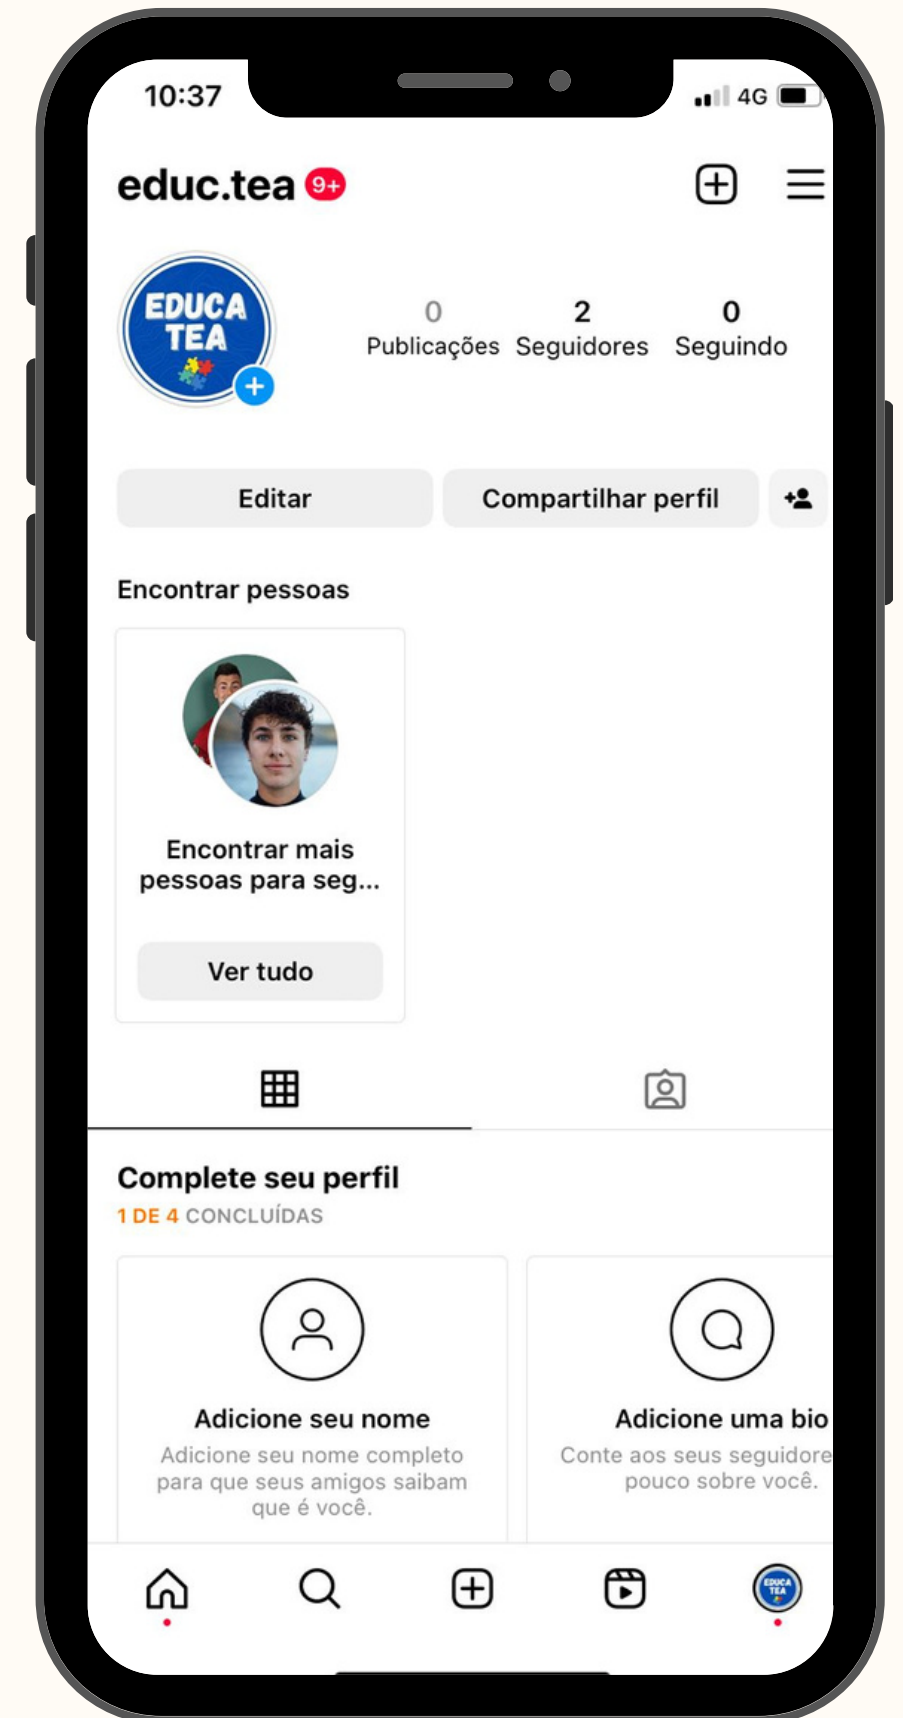 10:37
4G
educ.tea 9+
EDUCA
TEA
0 2 0
Publicações Seguidores Seguindo
Editar Compartilhar perfil
Encontrar pessoas
Encontrar mais
pessoas para seg...
Ver tudo
Complete seu perfil
1 DE 4 CONCLUÍDAS
Adicione seu nome
Adicione seu nome completo
para que seus amigos saibam
que é você.
Adicione uma bio
Conte aos seus seguidore
pouco sobre você.
EDUCA
TEA